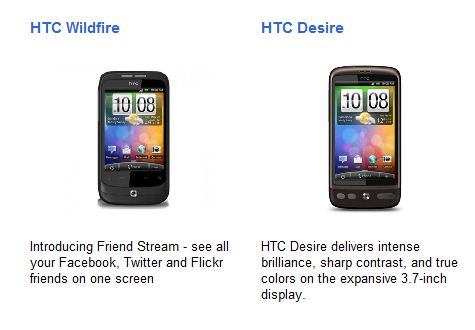 HTC Wildfire
HTC Desire
htc
10 08
htc
10 08
Introducing Friend Stream - see all
your Facebook, Twitter and Flickr
friends on one screen
HTC Desire delivers intense
brilliance, sharp contrast, and true
colors on the expansive 3.7-inch
display.